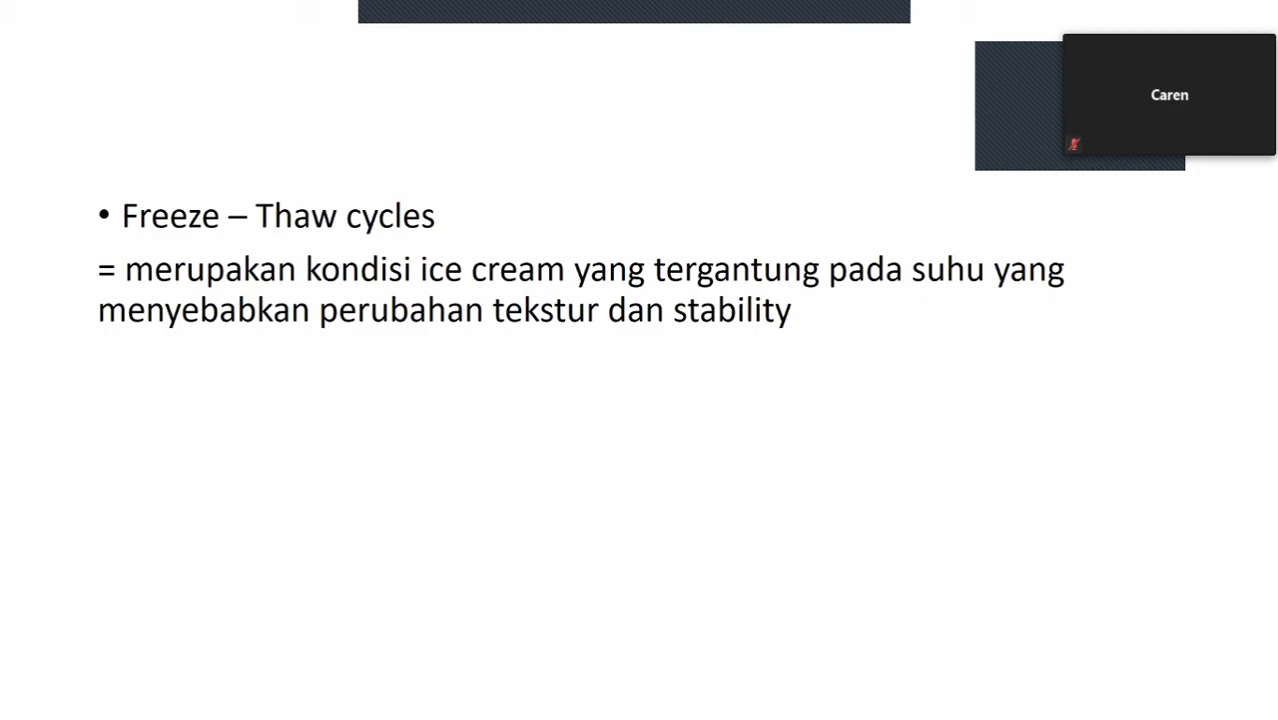 Caren
• Freeze – Thaw cycles
= merupakan kondisi ice cream yang tergantung pada suhu yang
menyebabkan perubahan tekstur dan stability